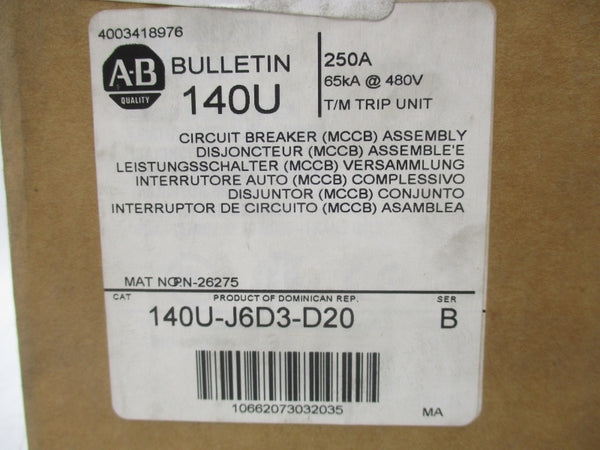 4003418976
A-B
QUALITY
BULLETIN
140U
250A
65kA @ 480V
T/M TRIP UNIT
CIRCUIT BREAKER (MCCB) ASSEMBLY
DISJONCTEUR (MCCB) ASSEMBLE'E
LEISTUNGSSCHALTER (MCCB) VERSAMMLUNG
INTERRUTORE AUTO (MCCB) COMPLESSIVO
DISJUNTOR (MCCB) CONJUNTO
INTERRUPTOR DE CIRCUITO (MCCB) ASAMBLEA
MAT NO. PN-26275
CAT PRODUCT OF DOMINICAN REP. SER
140U-J6D3-D20 B
10662073032035 MA